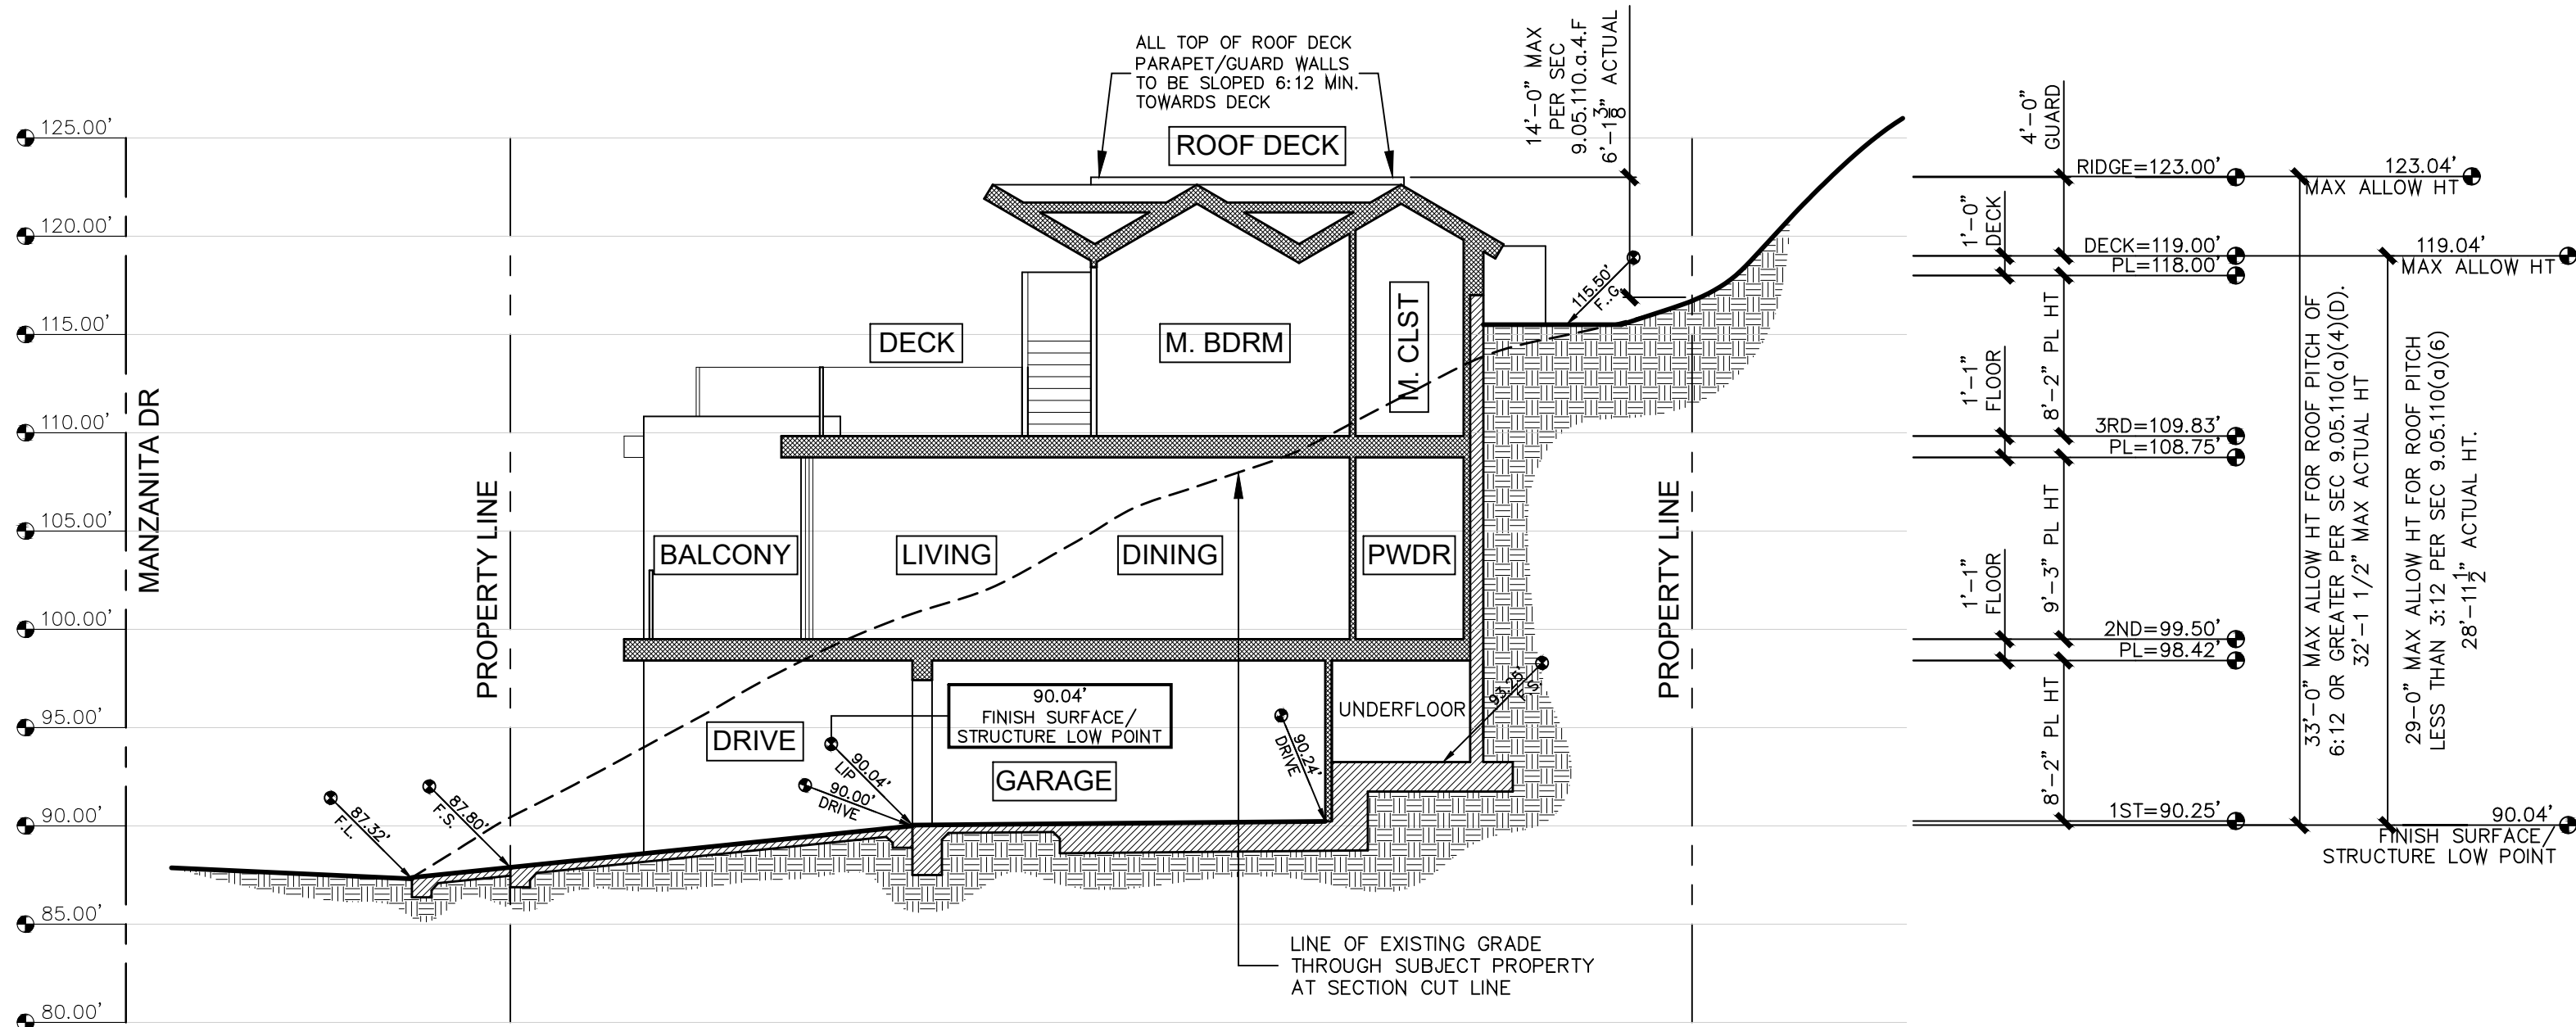 ALL TOP OF ROOF DECK
PARAPET/GUARD WALLS
TO BE SLOPED 6:12 MIN.
TOWARDS DECK
14'-0" MAX
PER SEC
9.05.110.a.4.F
6'-1 3/8" ACTUAL
125.00'
120.00'
115.00'
110.00'
105.00'
100.00'
95.00'
90.00'
85.00'
80.00'
MANZANITA DR
PROPERTY LINE
ROOF DECK
DECK
M. BDRM
M. CLST
115.50'
F.G.
BALCONY
LIVING
DINING
PWDR
PROPERTY LINE
DRIVE
90.04'
FINISH SURFACE/
STRUCTURE LOW POINT
GARAGE
UNDERFLOOR
93.25'
F.S.
90.24'
DRIVE
90.04'
LIP
90.00'
DRIVE
87.32'
F.L.
87.80'
F.S.
LINE OF EXISTING GRADE
THROUGH SUBJECT PROPERTY
AT SECTION CUT LINE
4'-0"
GUARD
1'-0"
DECK
1'-1"
FLOOR
1'-1"
FLOOR
8'-2" PL HT
9'-3" PL HT
8'-2" PL HT
RIDGE=123.00'
DECK=119.00'
PL=118.00'
3RD=109.83'
PL=108.75'
2ND=99.50'
PL=98.42'
1ST=90.25'
123.04'
MAX ALLOW HT
119.04'
MAX ALLOW HT
33'-0" MAX ALLOW HT FOR ROOF PITCH OF
6:12 OR GREATER PER SEC 9.05.110(a)(4)(D).
32'-1 1/2" MAX ACTUAL HT
29-0" MAX ALLOW HT FOR ROOF PITCH
LESS THAN 3:12 PER SEC 9.05.110(a)(6)
28'-11 1/2" ACTUAL HT.
90.04'
FINISH SURFACE/
STRUCTURE LOW POINT